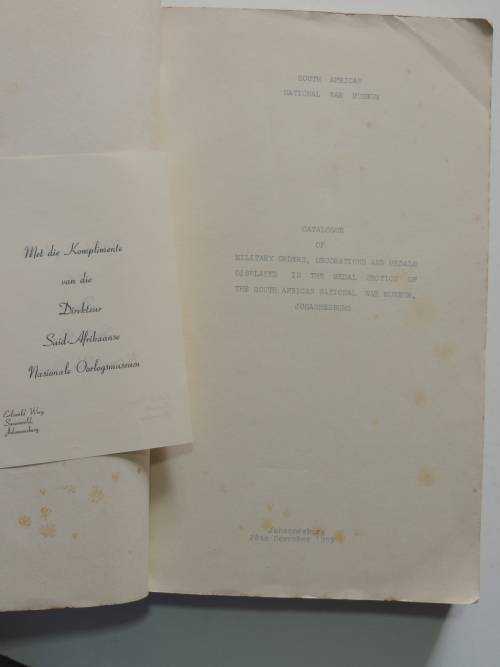 Met die Komplimente
van die
Direkteur
Suid-Afrikaanse
Nasionale Oorlogsmuseum
Saxonwold,
Johannesburg.
SOUTH AFRICAN
NATIONAL WAR MUSEUM
CATALOGUE
OF
MILITARY ORDERS, DECORATIONS AND MEDALS
DISPLAYED IN THE MEDAL SECTION OF
THE SOUTH AFRICAN NATIONAL WAR MUSEUM,
JOHANNESBURG
Johannesburg